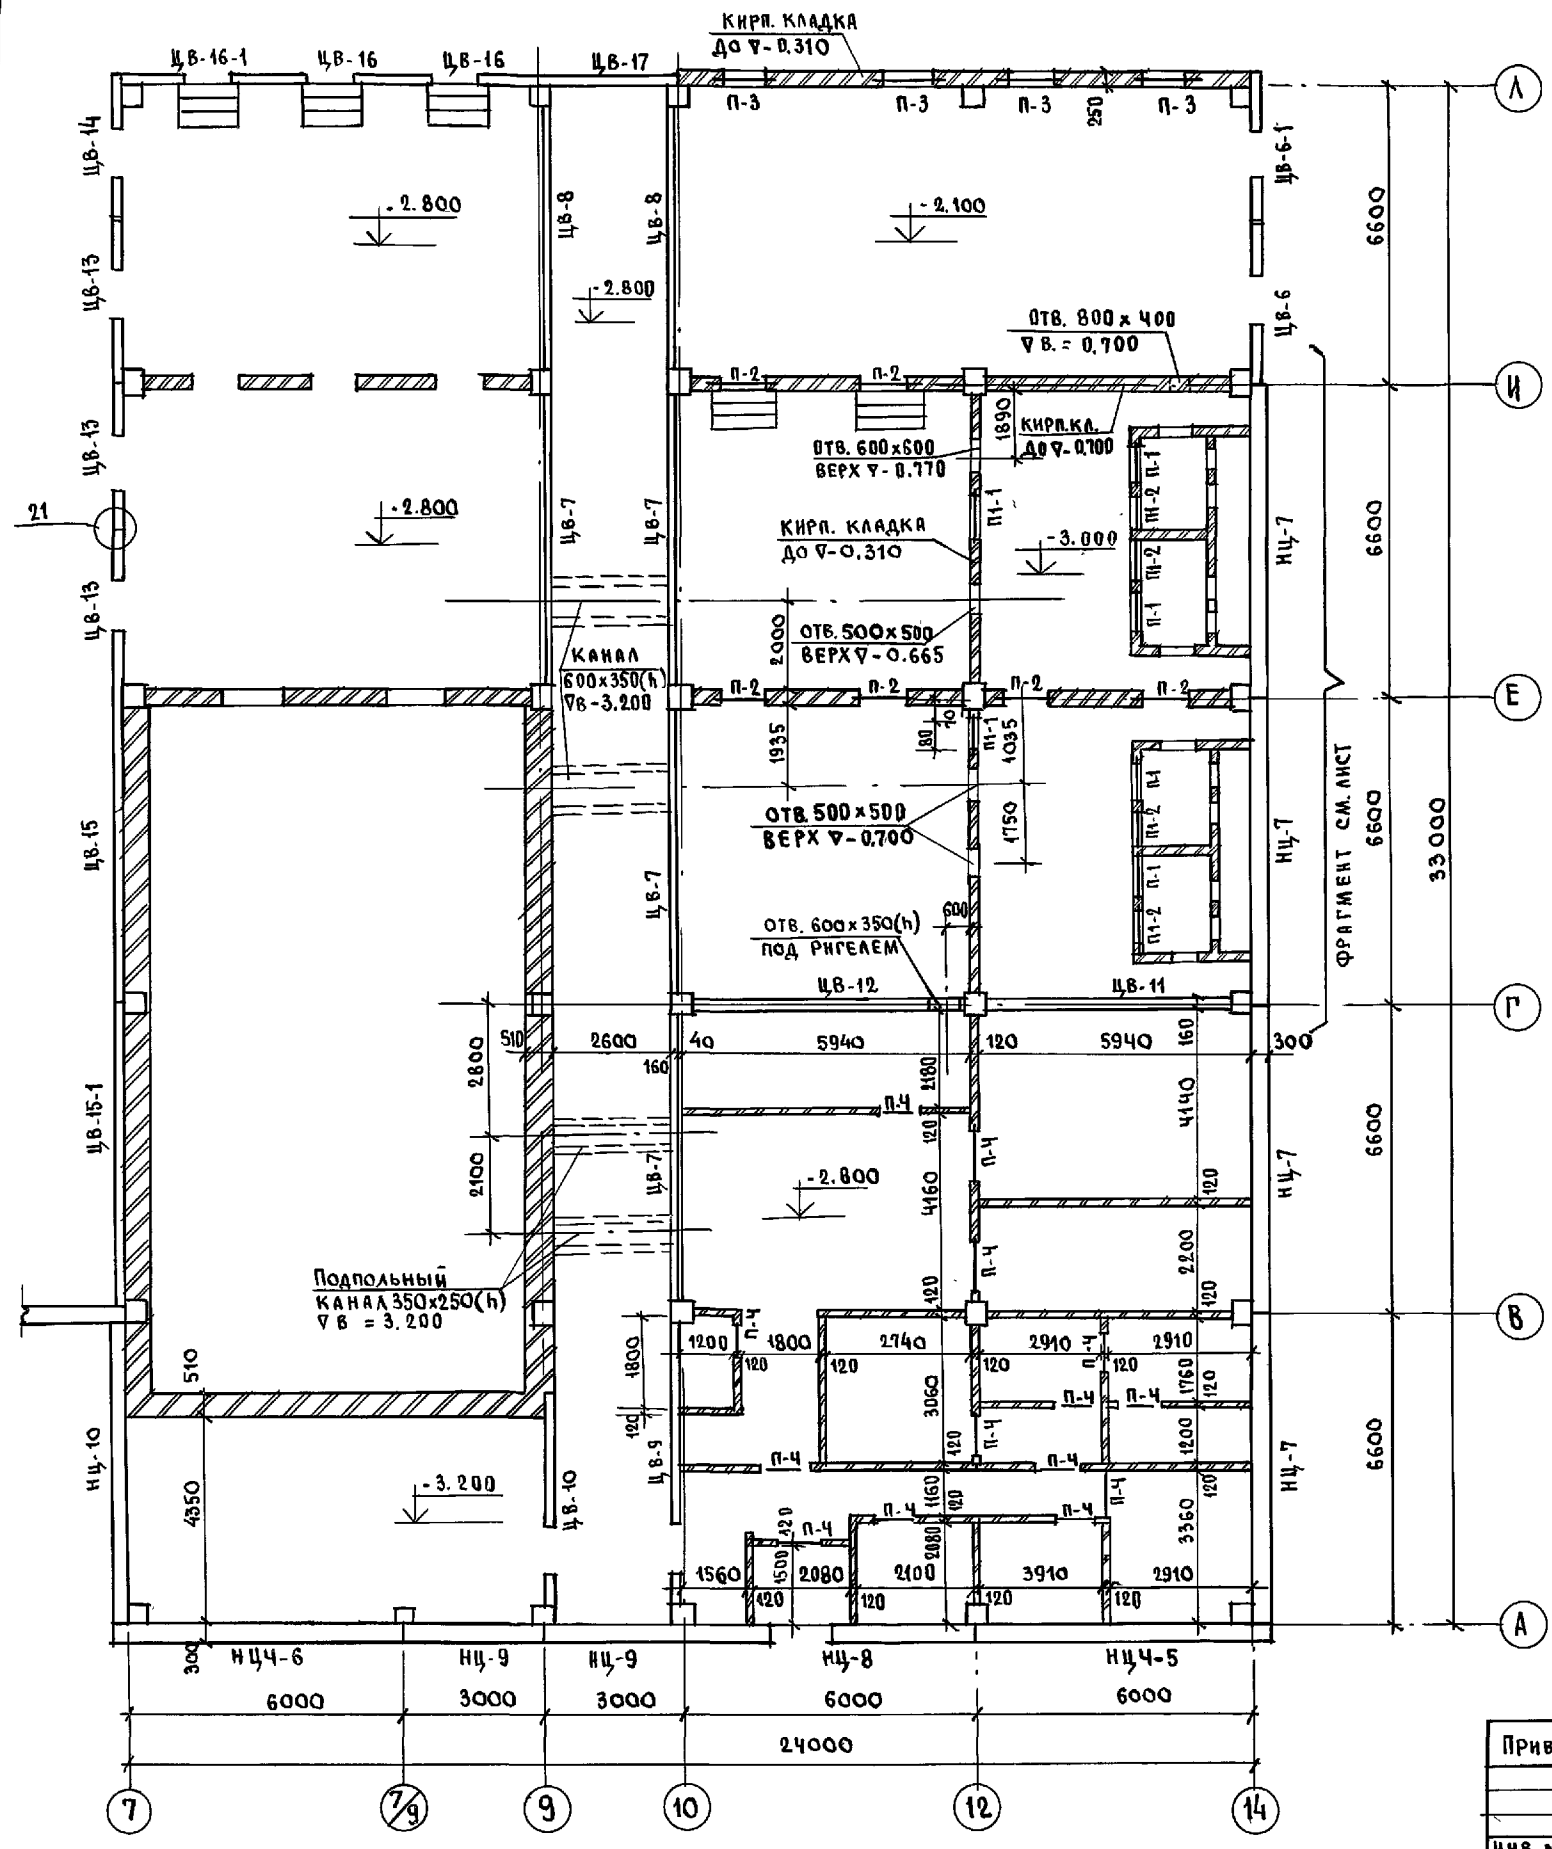 КИРП. КЛАДКА
ДО ∇-0.310
ЦВ-16-1
ЦВ-16
ЦВ-16
ЦВ-17
П-3
П-3
П-3
П-3
250
Л
ЦВ-14
ЦВ-6-1
-2.800
ЦВ-8
ЦВ-8
-2.100
6600
ЦВ-13
-2.800
ЦВ-6
ОТВ. 800×400
∇ В. = 0,700
П-2
П-2
И
1890
КИРП.КЛ.
ДО ∇-0.700
ОТВ. 600×600
ВЕРХ ∇-0.770
ЦВ-13
П-1
П1-2
21
-2.800
ЦВ-7
ЦВ-7
П1-1
КИРП. КЛАДКА
ДО ∇-0.310
-3.000
НЦ-7
6600
П1-2
П-1
ЦВ-13
2000
ОТВ. 500×500
ВЕРХ ∇-0.665
КАНАЛ
600×350(h)
∇В-3.200
П-2
П-2
П-2
П-2
Е
1935
80
70
П1-1
1035
ФРАГМЕНТ СМ. ЛИСТ
П-1
П1-2
ОТВ. 500×500
ВЕРХ ∇-0.700
1750
ЦВ-15
НЦ-7
6600
33000
ЦВ-7
П-1
П1-2
600
ОТВ. 600×350(h)
ПОД РИГЕЛЕМ
ЦВ-12
ЦВ-11
Г
510
2600
160
40
5940
120
5940
160
300
2800
2180
ЦВ-15-1
П-4
4140
6600
120
П-4
2100
ЦВ-7
-2.800
4160
120
НЦ-7
П-4
2200
Подпольный
КАНАЛ 350×250(h)
∇ В = 3.200
120
120
В
П-4
1200
120
1800
120
2740
120
2910
П-4
120
2910
1800
510
3060
1760
120
П-4
П-4
120
НЦ-10
ЦВ-9
120
П-4
1200
НЦ-7
6600
П-4
П-4
120
-3.200
ЦВ-10
4350
1160
120
П-4
П-4
П-4
3360
120
П-4
1500
2080
1560
120
2080
120
2100
120
3910
120
2910
А
300
НЦЧ-6
НЦ-9
НЦ-9
НЦ-8
НЦЧ-5
6000
3000
3000
6000
6000
24000
Прив
7
7/9
9
10
12
14